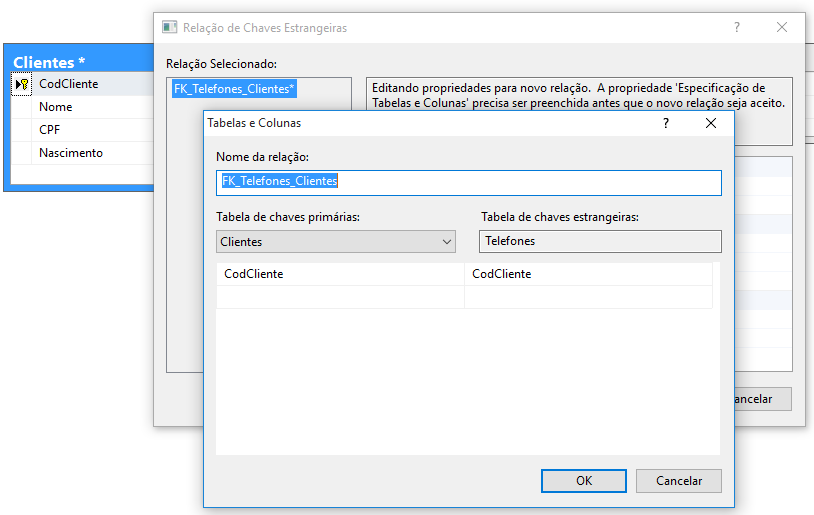 Relação de Chaves Estrangeiras
?
Clientes *
CodCliente
Nome
CPF
Nascimento
Relação Selecionado:
FK_Telefones_Clientes*
Editando propriedades para novo relação. A propriedade 'Especificação de
Tabelas e Colunas' precisa ser preenchida antes que o novo relação seja aceito.
Tabelas e Colunas
?
Nome da relação:
FK_Telefones_Clientes
Tabela de chaves primárias:
Tabela de chaves estrangeiras:
Clientes
Telefones
CodCliente
CodCliente
OK
Cancelar
ancelar